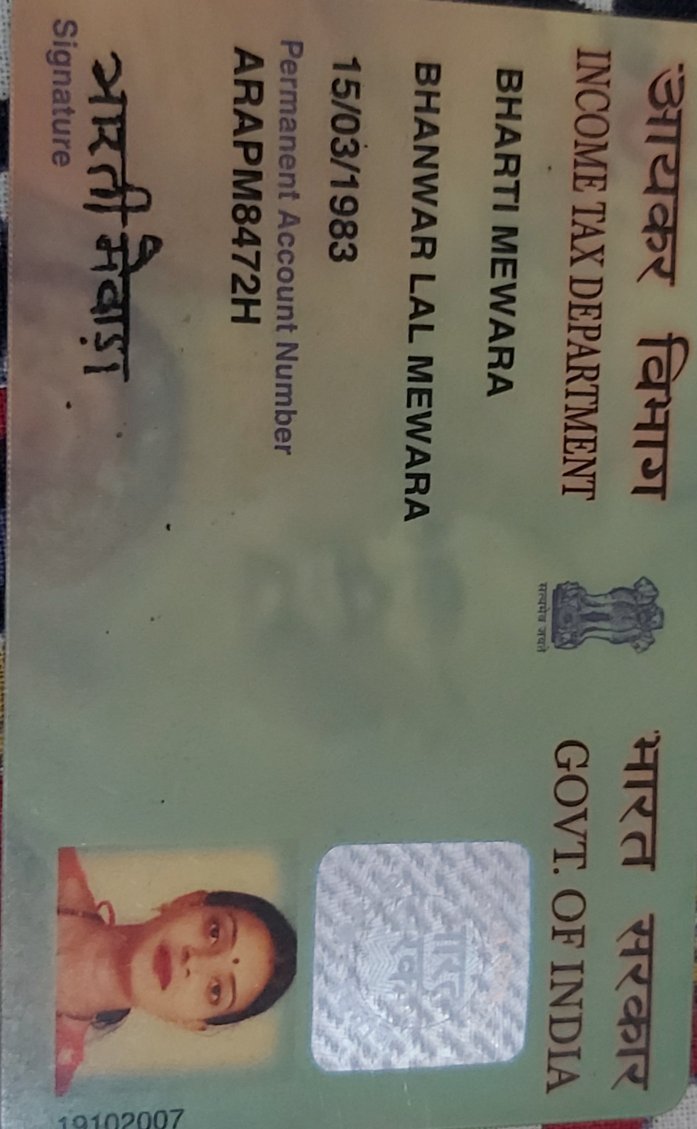 आयकर विभाग
INCOME TAX DEPARTMENT
सत्यमेव जयते
भारत सरकार
GOVT. OF INDIA
BHARTI MEWARA
BHANWAR LAL MEWARA
15/03/1983
Permanent Account Number
ARAPM8472H
भारती मेवाड़ा
Signature
19102007